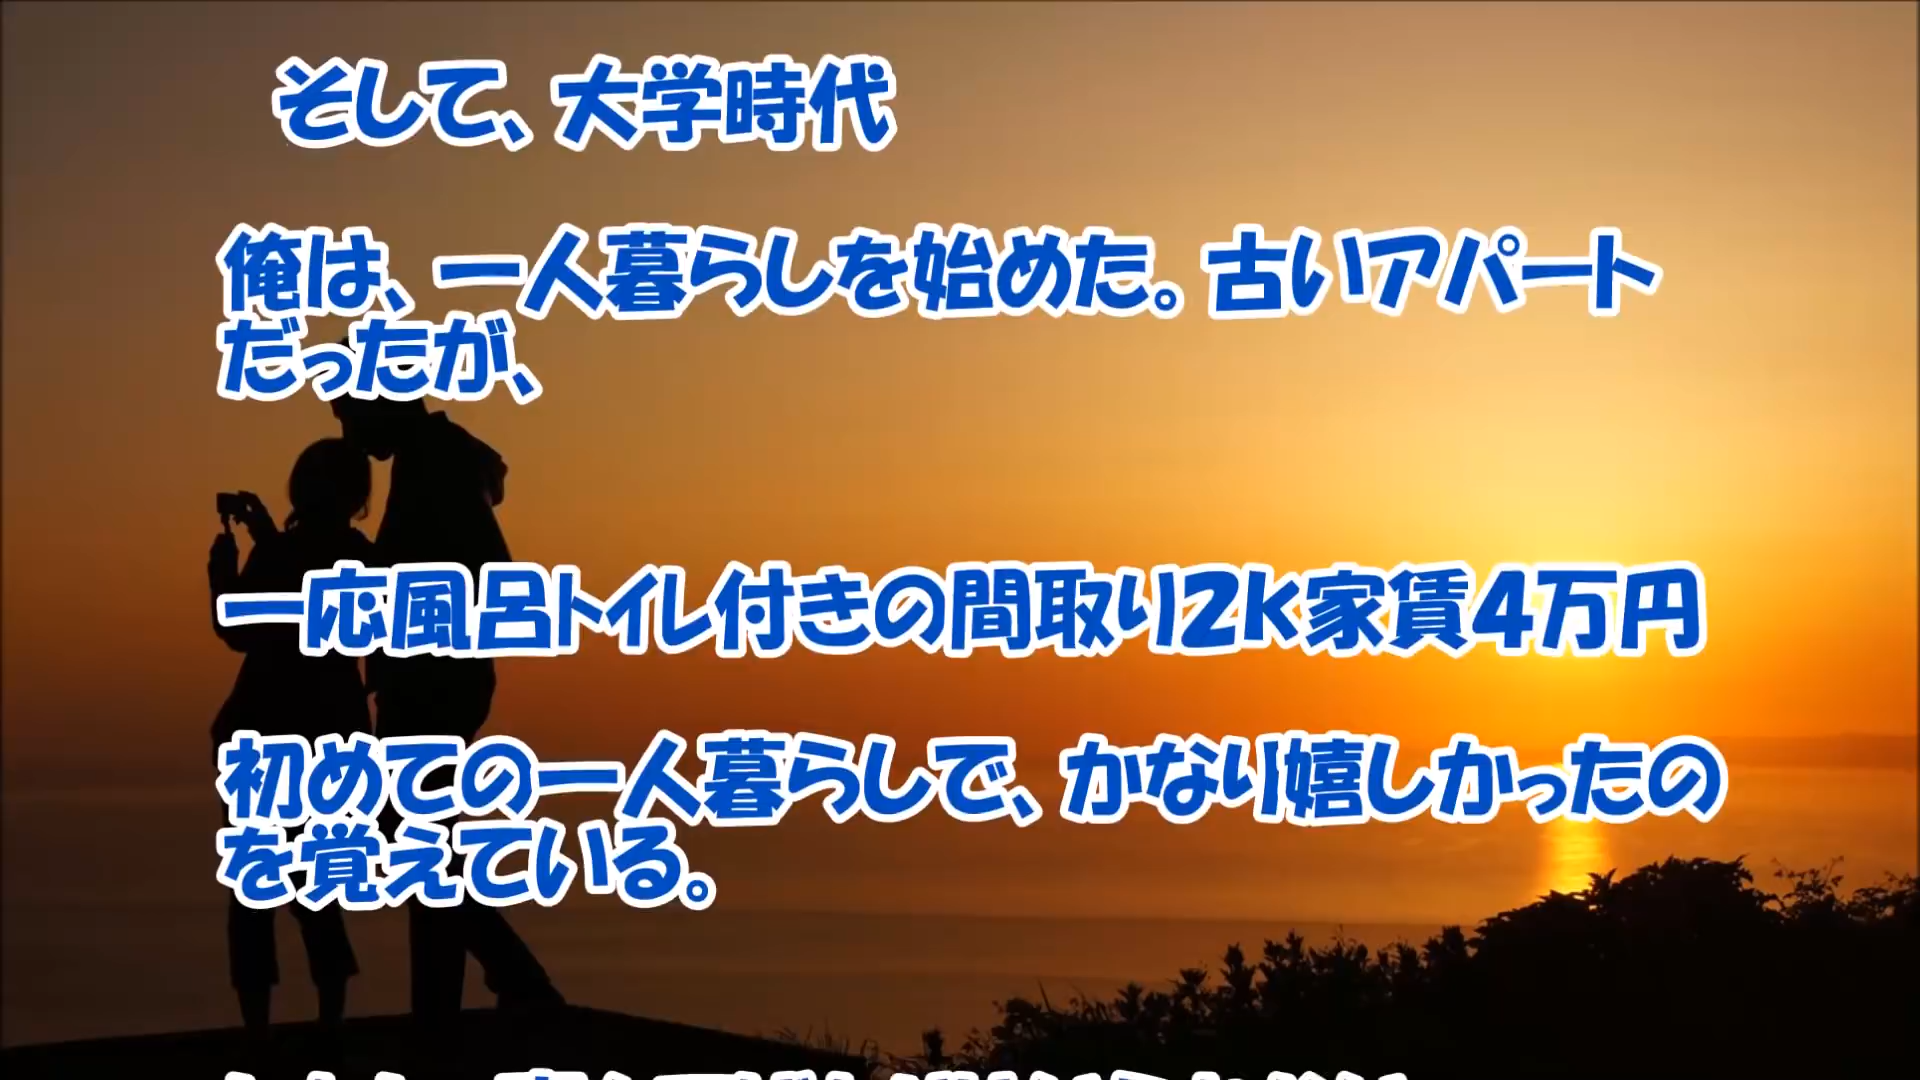 そして、大学時代
俺は、一人暮らしを始めた。古いアパート
だったが、
一応風呂トイレ付きの間取り2K家賃4万円
初めての一人暮らしで、かなり嬉しかったの
を覚えている。